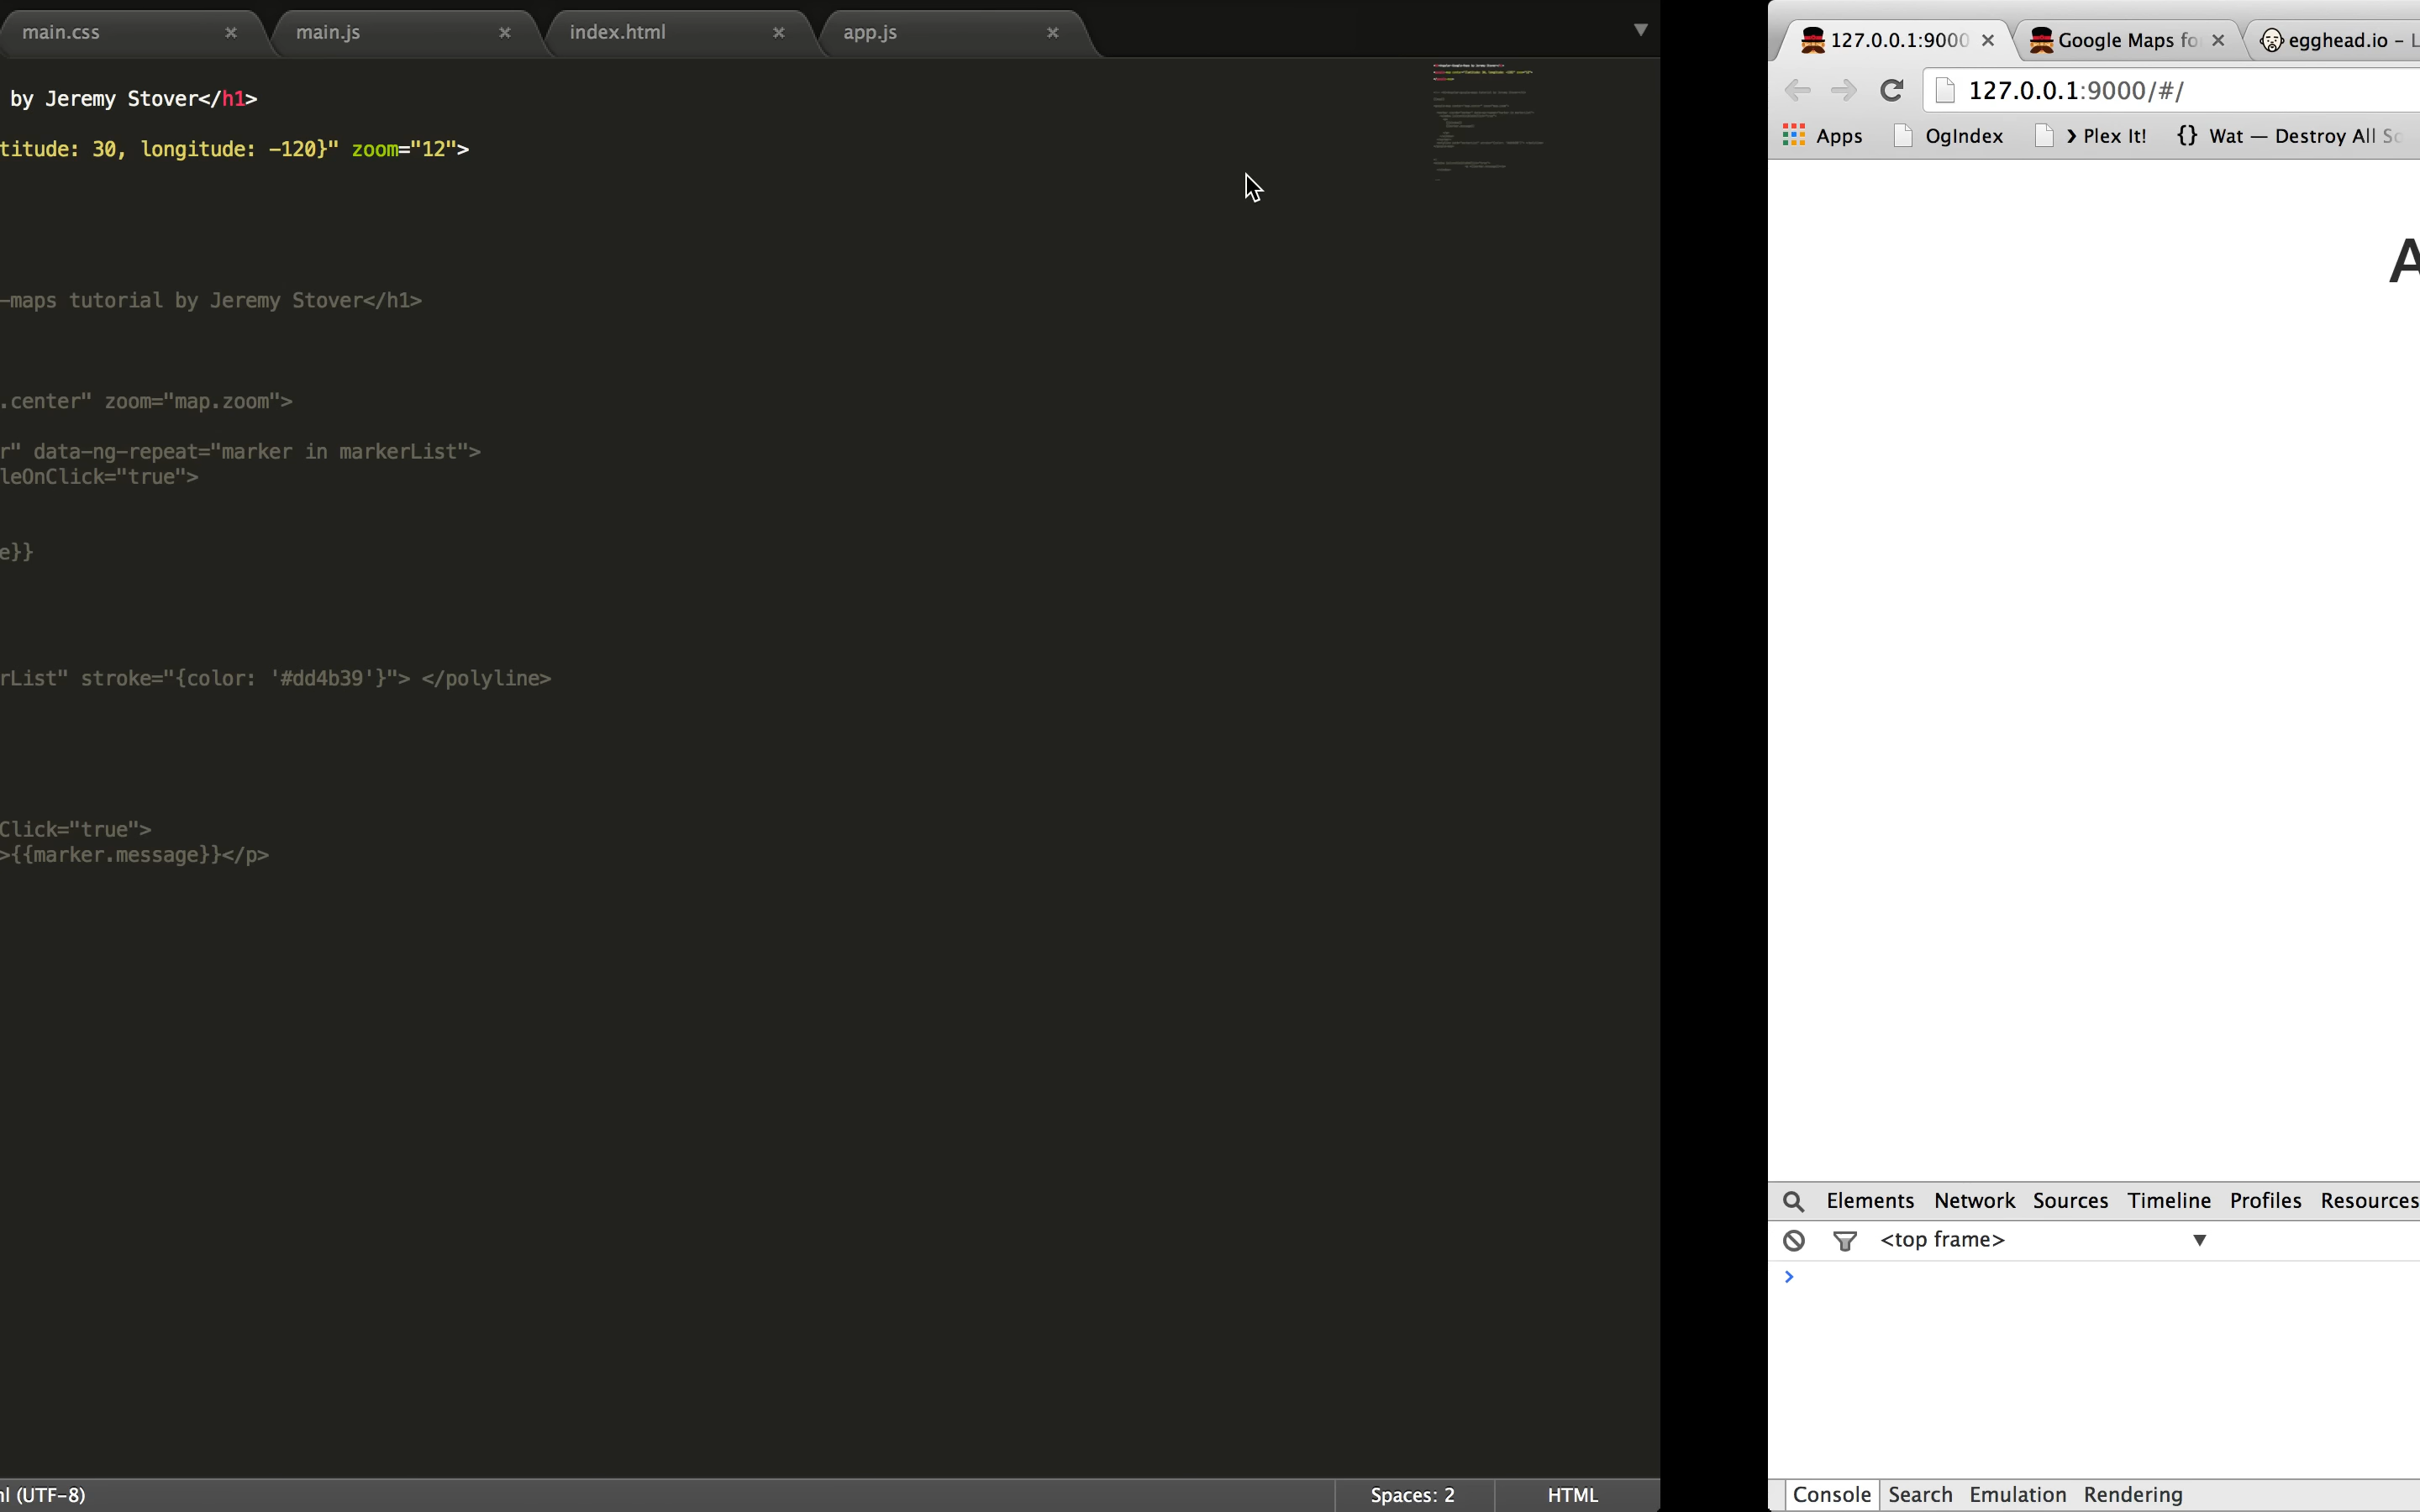 main.css
main.js
index.html
app.js
by Jeremy Stover</h1>
titude: 30, longitude: -120}" zoom="12">
-maps tutorial by Jeremy Stover</h1>
.center" zoom="map.zoom">
r" data-ng-repeat="marker in markerList">
leOnClick="true">
e}}
rList" stroke="{color: '#dd4b39'}"> </polyline>
Click="true">
>{{marker.message}}</p>
(UTF-8)
Spaces: 2
HTML
127.0.0.1:9000
Google Maps fo
egghead.io - L
127.0.0.1:9000/#/
Apps
OgIndex
❯ Plex It!
{} Wat — Destroy All So
A
Elements Network Sources Timeline Profiles Resources
<top frame>
>
Console Search Emulation Rendering